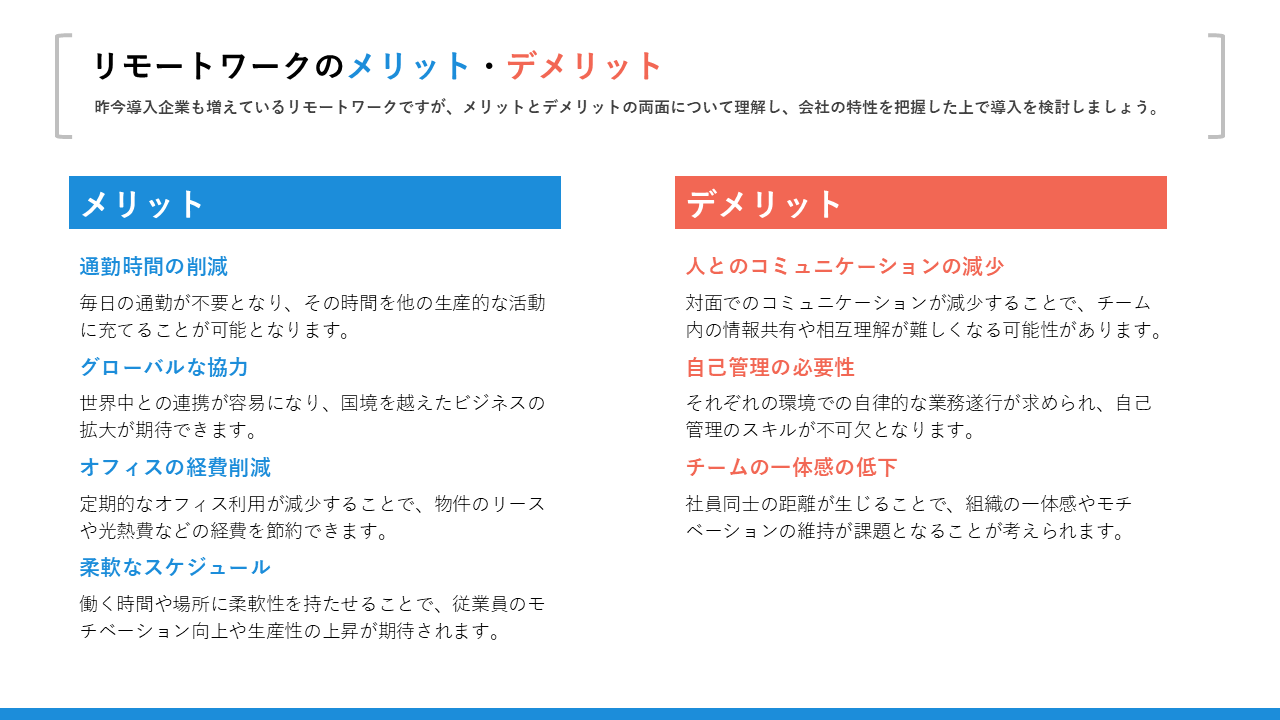 リモートワークのメリット・デメリット
昨今導入企業も増えているリモートワークですが、メリットとデメリットの両面について理解し、会社の特性を把握した上で導入を検討しましょう。
メリット
通勤時間の削減
毎日の通勤が不要となり、その時間を他の生産的な活動
に充てることが可能となります。
グローバルな協力
世界中との連携が容易になり、国境を越えたビジネスの
拡大が期待できます。
オフィスの経費削減
定期的なオフィス利用が減少することで、物件のリース
や光熱費などの経費を節約できます。
柔軟なスケジュール
働く時間や場所に柔軟性を持たせることで、従業員のモ
チベーション向上や生産性の上昇が期待されます。
デメリット
人とのコミュニケーションの減少
対面でのコミュニケーションが減少することで、チーム
内の情報共有や相互理解が難しくなる可能性があります。
自己管理の必要性
それぞれの環境での自律的な業務遂行が求められ、自己
管理のスキルが不可欠となります。
チームの一体感の低下
社員同士の距離が生じることで、組織の一体感やモチ
ベーションの維持が課題となることが考えられます。